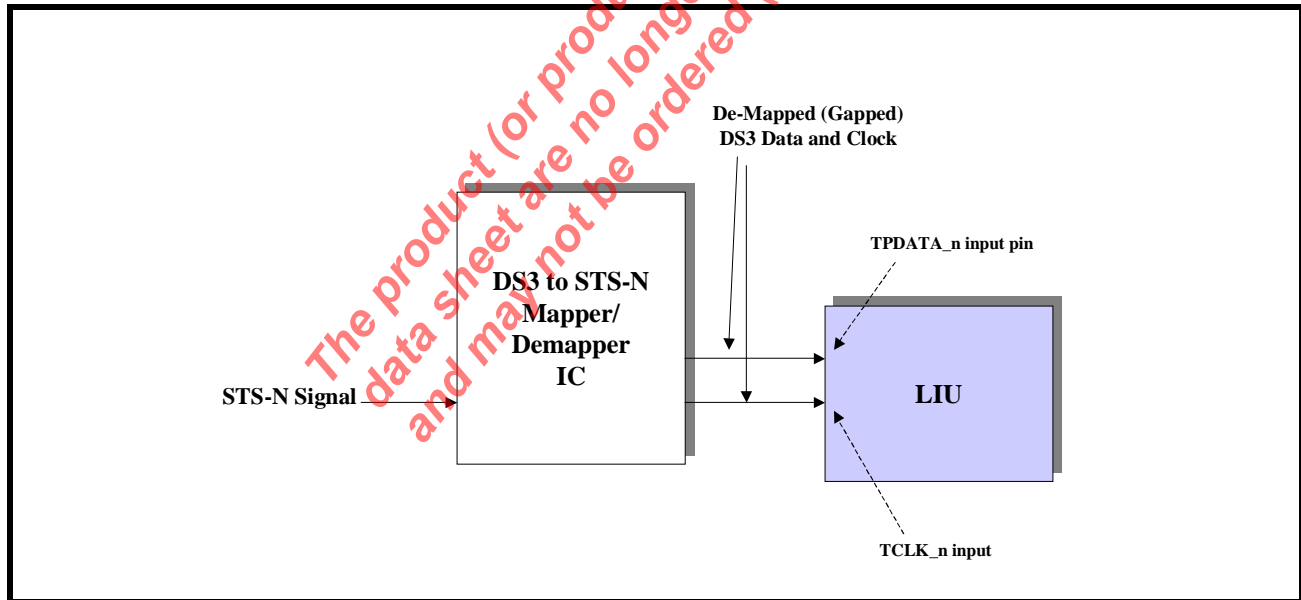 The product (or produ
data sheet are no longe
and may not be ordered (
De-Mapped (Gapped)
DS3 Data and Clock
TPDATA_n input pin
DS3 to STS-N
Mapper/
Demapper
IC
STS-N Signal
LIU
TCLK_n input